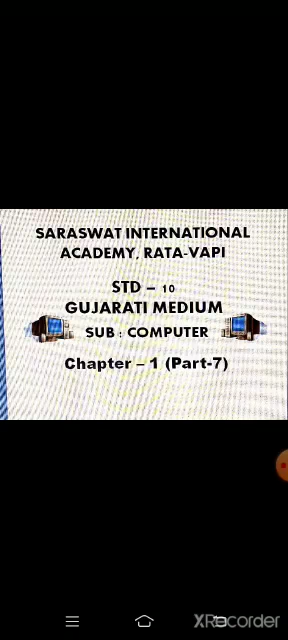 SARASWAT INTERNATIONAL
ACADEMY, RATA-VAPI
STD – 10
GUJARATI MEDIUM
SUB : COMPUTER
Chapter – 1 (Part-7)
XRecorder